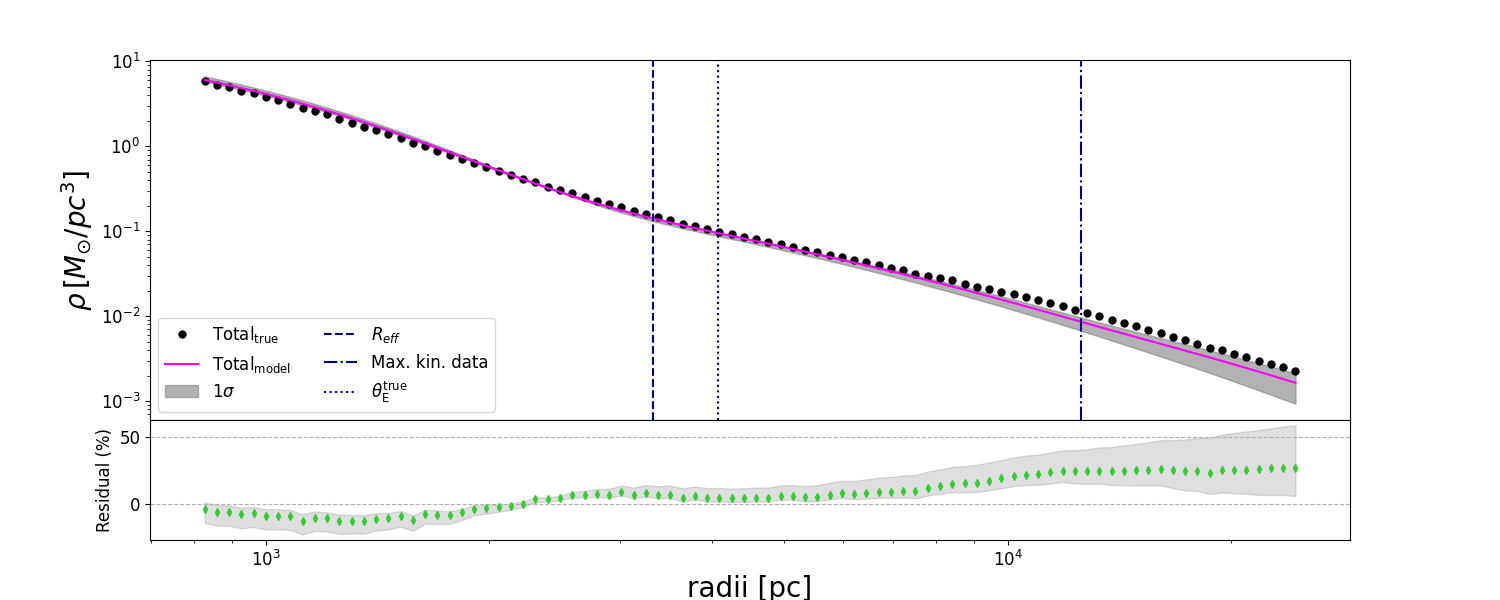 10¹
10⁰
10⁻¹
10⁻²
10⁻³
ρ [M⊙/pc³]
Total_true
Total_model
1σ
R_eff
Max. kin. data
θ_E^true
50
0
Residual (%)
10³
10⁴
radii [pc]